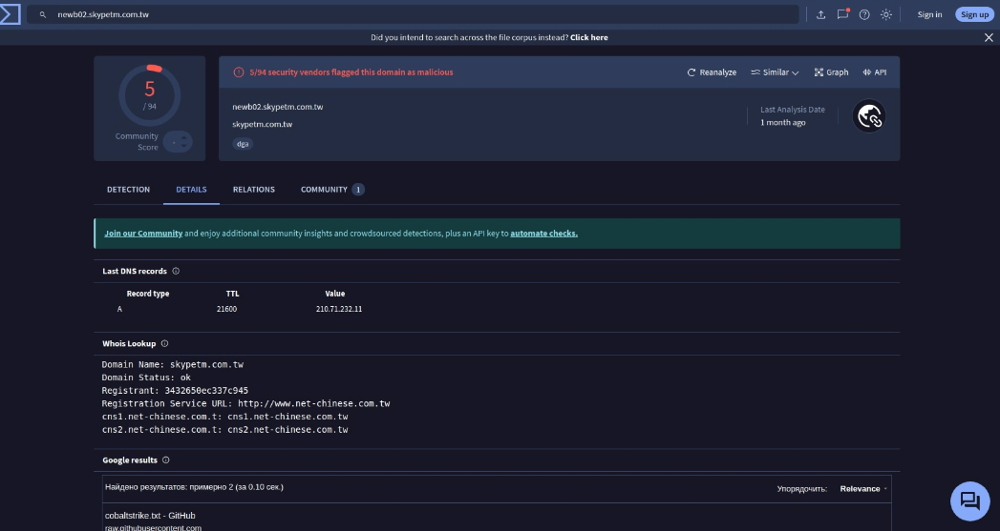 newb02.skypetm.com.tw
Sign in
Sign up
Did you intend to search across the file corpus instead? Click here
5
/ 94
Community
Score
-
5/94 security vendors flagged this domain as malicious
Reanalyze
Similar
Graph
API
newb02.skypetm.com.tw
skypetm.com.tw
dga
Last Analysis Date
1 month ago
DETECTION
DETAILS
RELATIONS
COMMUNITY 1
Join our Community and enjoy additional community insights and crowdsourced detections, plus an API key to automate checks.
Last DNS records
Record type TTL Value
A 21600 210.71.232.11
Whois Lookup
Domain Name: skypetm.com.tw
Domain Status: ok
Registrant: 3432650ec337c945
Registration Service URL: http://www.net-chinese.com.tw
cns1.net-chinese.com.t: cns1.net-chinese.com.tw
cns2.net-chinese.com.t: cns2.net-chinese.com.tw
Google results
Найдено результатов: примерно 2 (за 0.10 сек.)
Упорядочить: Relevance
cobaltstrike.txt - GitHub
raw.githubusercontent.com